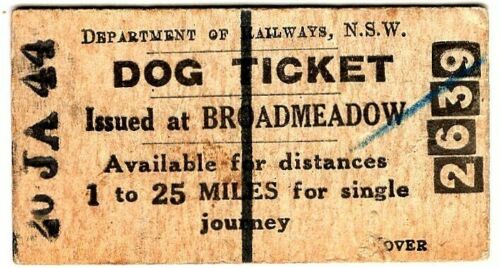 DEPARTMENT OF RAILWAYS, N.S.W.
DOG TICKET
Issued at BROADMEADOW
Available for distances
1 to 25 MILES for single
journey
OVER
20 JA 44
2639